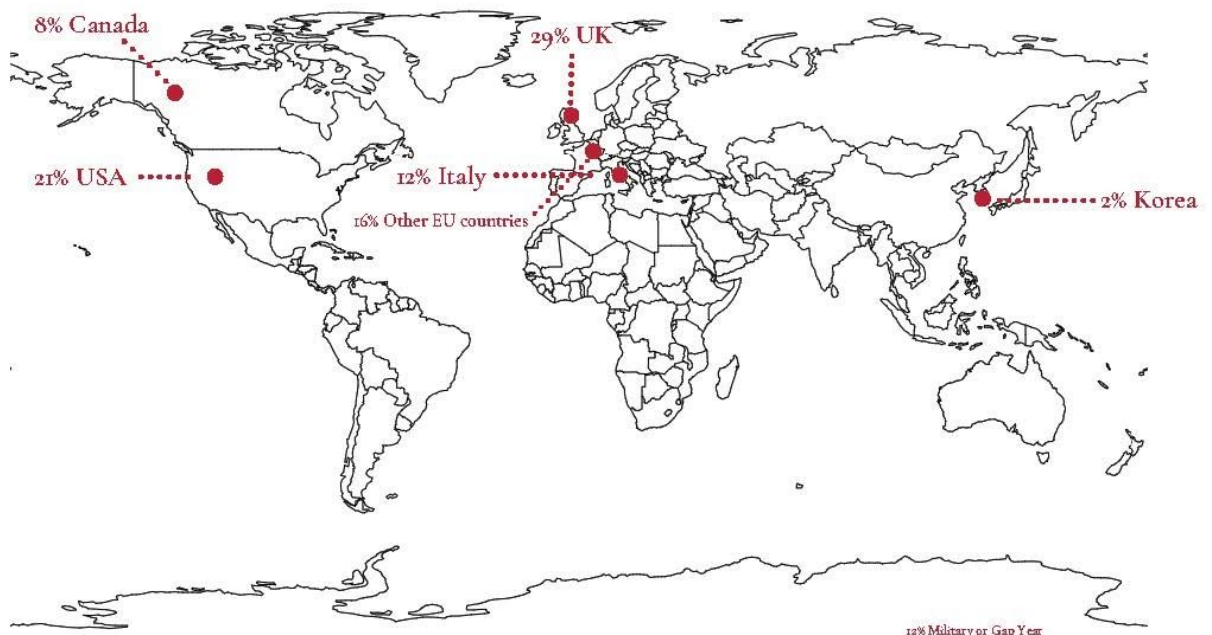 8% Canada
29% UK
21% USA
12% Italy
16% Other EU countries
2% Korea
12% Military or Gap Year